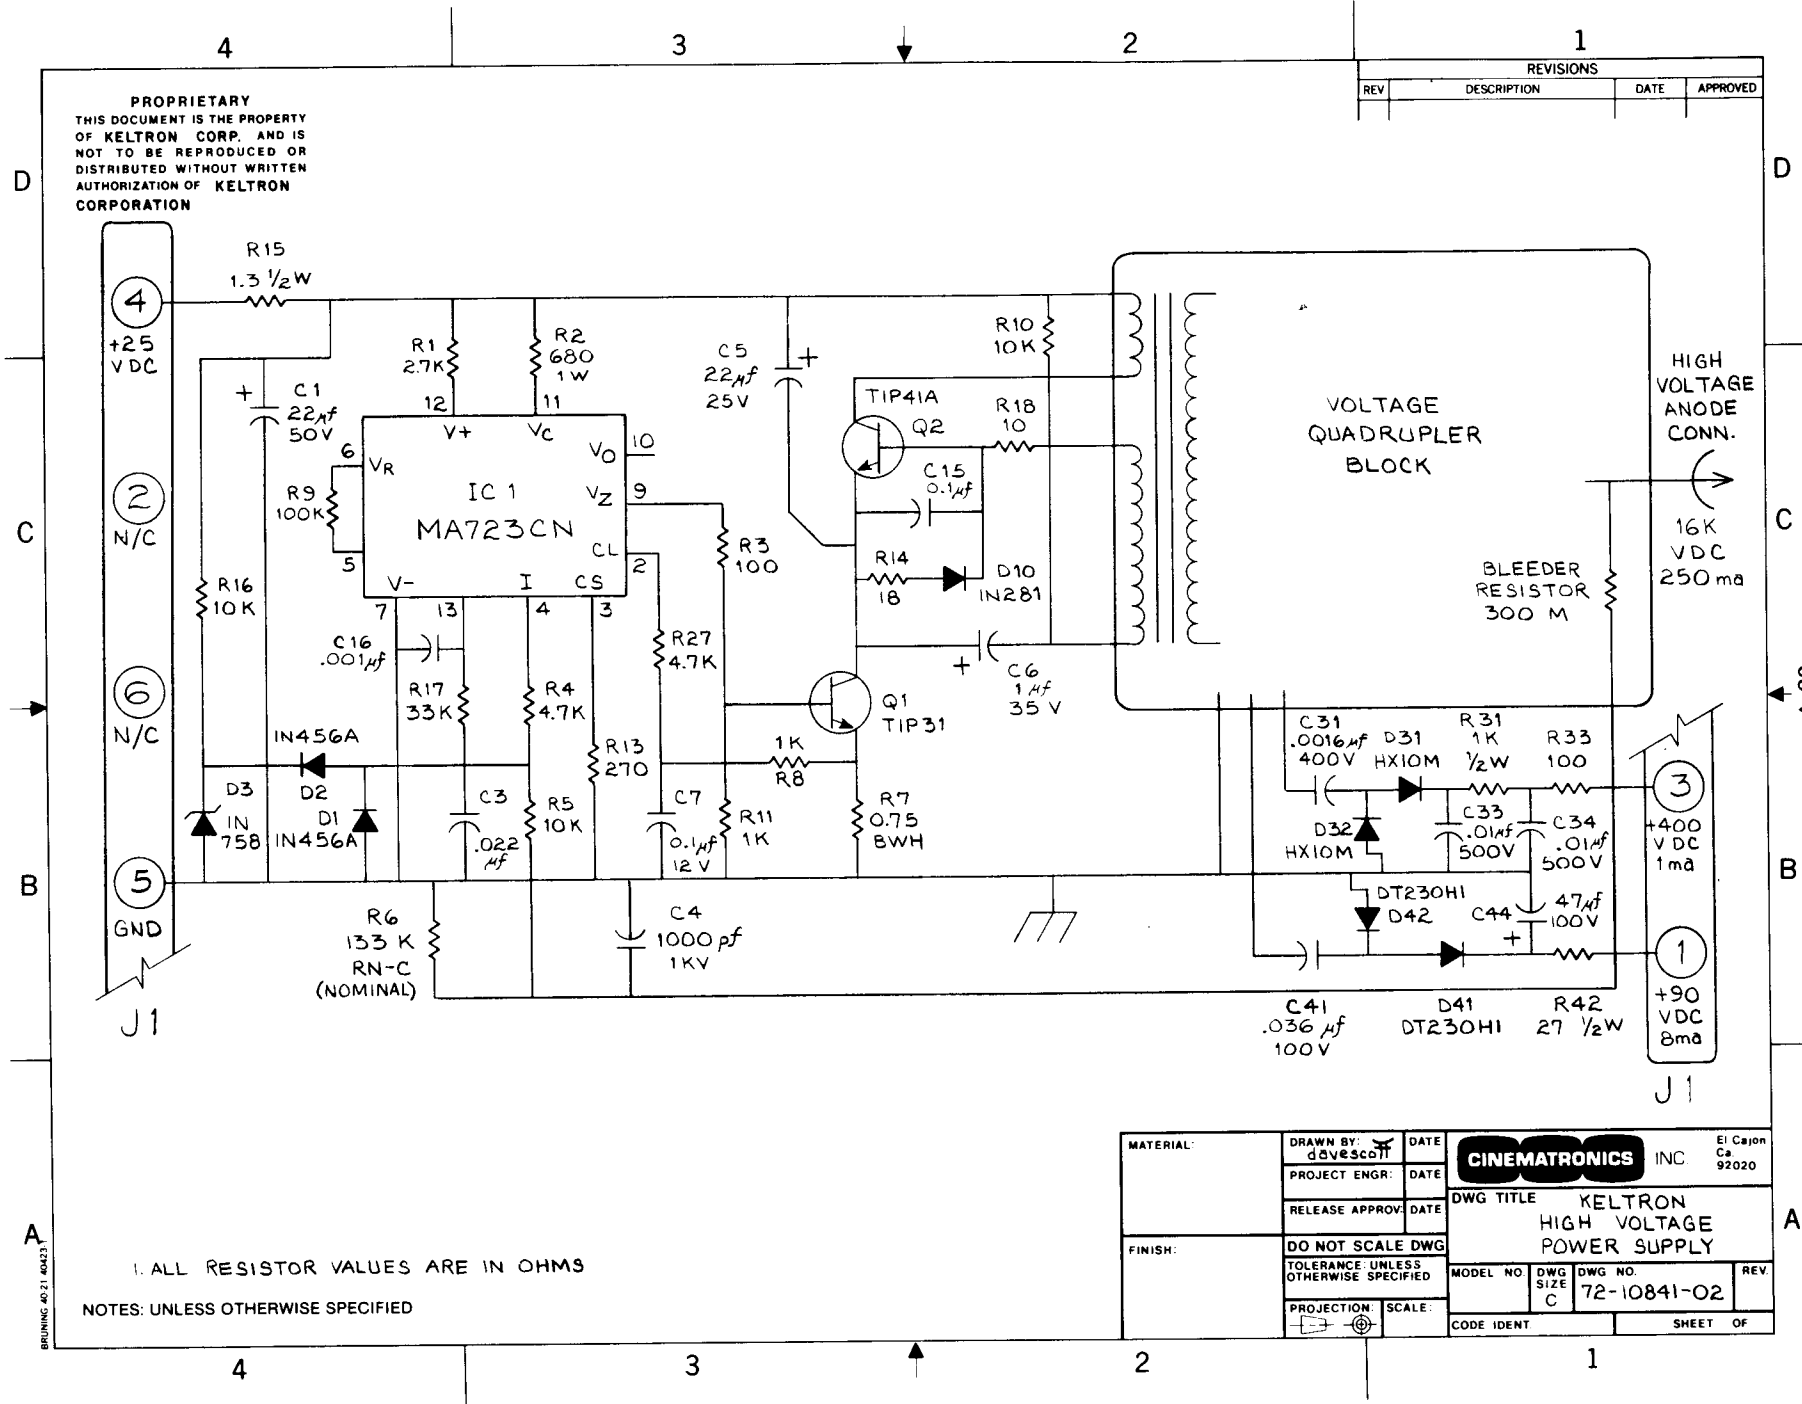 4
3
2
1
REVISIONS
REV
DESCRIPTION
DATE
APPROVED
PROPRIETARY
THIS DOCUMENT IS THE PROPERTY
OF KELTRON CORP. AND IS
NOT TO BE REPRODUCED OR
DISTRIBUTED WITHOUT WRITTEN
AUTHORIZATION OF KELTRON
CORPORATION
D
D
R15
1.3 ½W
4
+25
VDC
R1
2.7K
R2
680
1W
C5
22µf
25V
+
R10
10K
C1
22µf
50V
+
12
11
V+
VC
6
VR
VO
10
VZ
9
IC 1
MA723CN
R9
100K
5
CL
2
V-
I
CS
7
13
4
3
TIP41A
Q2
R18
10
C15
0.1µf
R14
18
D10
IN281
R3
100
VOLTAGE
QUADRUPLER
BLOCK
HIGH
VOLTAGE
ANODE
CONN.
16K
VDC
250ma
BLEEDER
RESISTOR
300 M
C
C
2
N/C
R16
10K
C16
.001µf
R17
33K
R4
4.7K
R27
4.7K
R13
270
Q1
TIP31
+
C6
1µf
35V
6
N/C
IN456A
D2
D3
IN
758
D1
IN456A
C3
.022
µf
R5
10K
1K
R8
C7
0.1µf
12V
R11
1K
R7
0.75
BWH
C31
.0016µf
400V
D31
HX10M
R31
1K
½W
R33
100
3
+400
VDC
1ma
D32
HX10M
C33
.01µf
500V
C34
.01µf
500V
B
B
5
GND
J1
R6
133 K
RN-C
(NOMINAL)
C4
1000pf
1KV
DT230H1
D42
C44
47µf
100V
+
1
+90
VDC
8ma
C41
.036 µf
100V
D41
DT230H1
R42
27 ½W
J1
MATERIAL:
FINISH:
DRAWN BY:
davescott
DATE
PROJECT ENGR:
DATE
RELEASE APPROV:
DATE
DO NOT SCALE DWG
TOLERANCE: UNLESS
OTHERWISE SPECIFIED
PROJECTION:
SCALE:
CINEMATRONICS INC.
El Cajon
Ca.
92020
DWG TITLE
KELTRON
HIGH VOLTAGE
POWER SUPPLY
MODEL NO.
DWG
SIZE
C
DWG NO.
72-10841-02
REV.
CODE IDENT
SHEET OF
A
A
BRUNING 40-21 40423
1. ALL RESISTOR VALUES ARE IN OHMS
NOTES: UNLESS OTHERWISE SPECIFIED
4
3
2
1